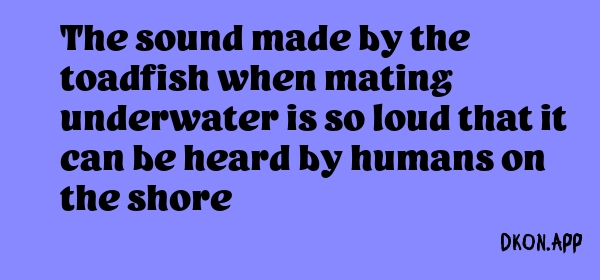 The sound made by the
toadfish when mating
underwater is so loud that it
can be heard by humans on
the shore
DKON.APP